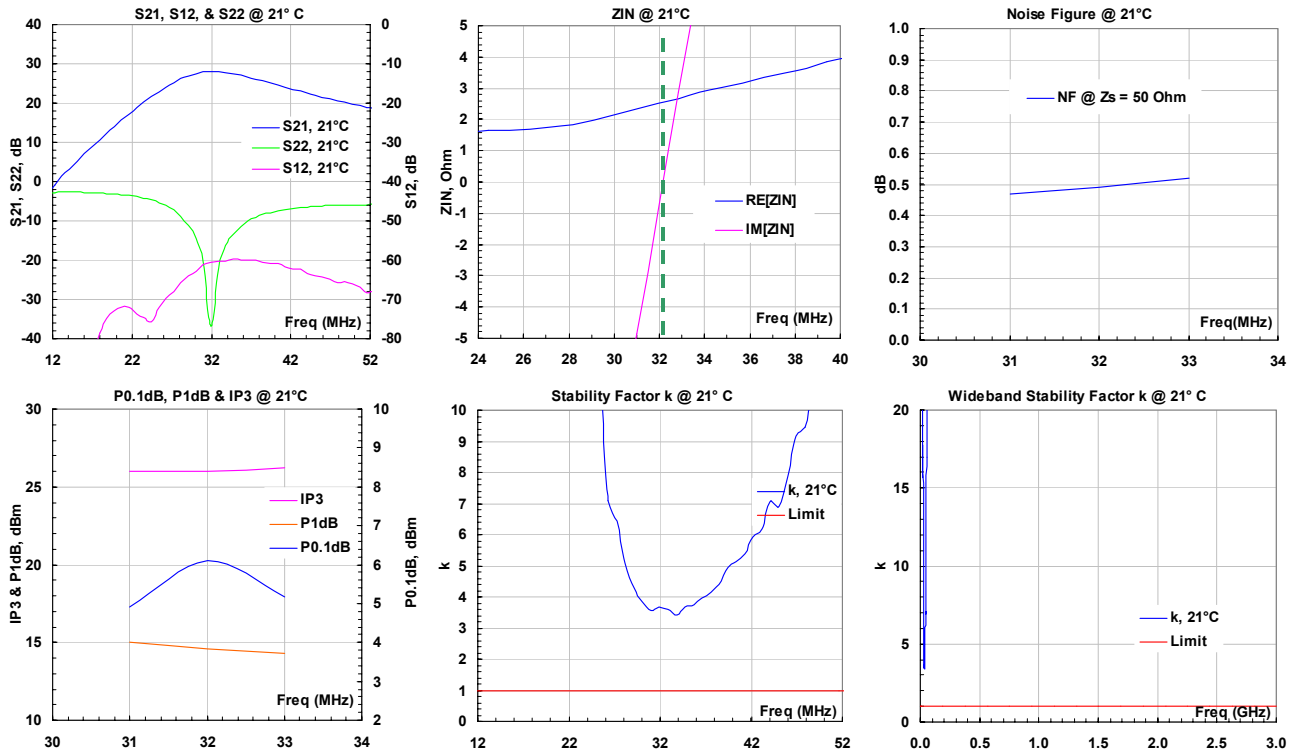 S21, S12, & S22 @ 21° C
40
30
20
10
0
-10
-20
-30
-40
0
-10
-20
-30
-40
-50
-60
-70
-80
S21, S22, dB
S12, dB
S21, 21°C
S22, 21°C
S12, 21°C
Freq (MHz)
12 22 32 42 52
ZIN @ 21°C
5
4
3
2
1
0
-1
-2
-3
-4
-5
ZIN, Ohm
RE[ZIN]
IM[ZIN]
Freq (MHz)
24 26 28 30 32 34 36 38 40
Noise Figure @ 21°C
1.0
0.9
0.8
0.7
0.6
0.5
0.4
0.3
0.2
0.1
0.0
dB
NF @ Zs = 50 Ohm
Freq(MHz)
30 31 32 33 34
P0.1dB, P1dB & IP3 @ 21°C
30
26
20
15
10
10
9
8
7
6
5
4
3
2
IP3 & P1dB, dBm
P0.1dB, dBm
IP3
P1dB
P0.1dB
Freq (MHz)
30 31 32 33 34
Stability Factor k @ 21° C
10
9
8
7
6
5
4
3
2
1
0
k
k, 21°C
Limit
Freq (MHz)
12 22 32 42 52
Wideband Stability Factor k @ 21° C
20
15
10
5
0
k
k, 21°C
Limit
Freq (GHz)
0.0 0.5 1.0 1.5 2.0 2.5 3.0